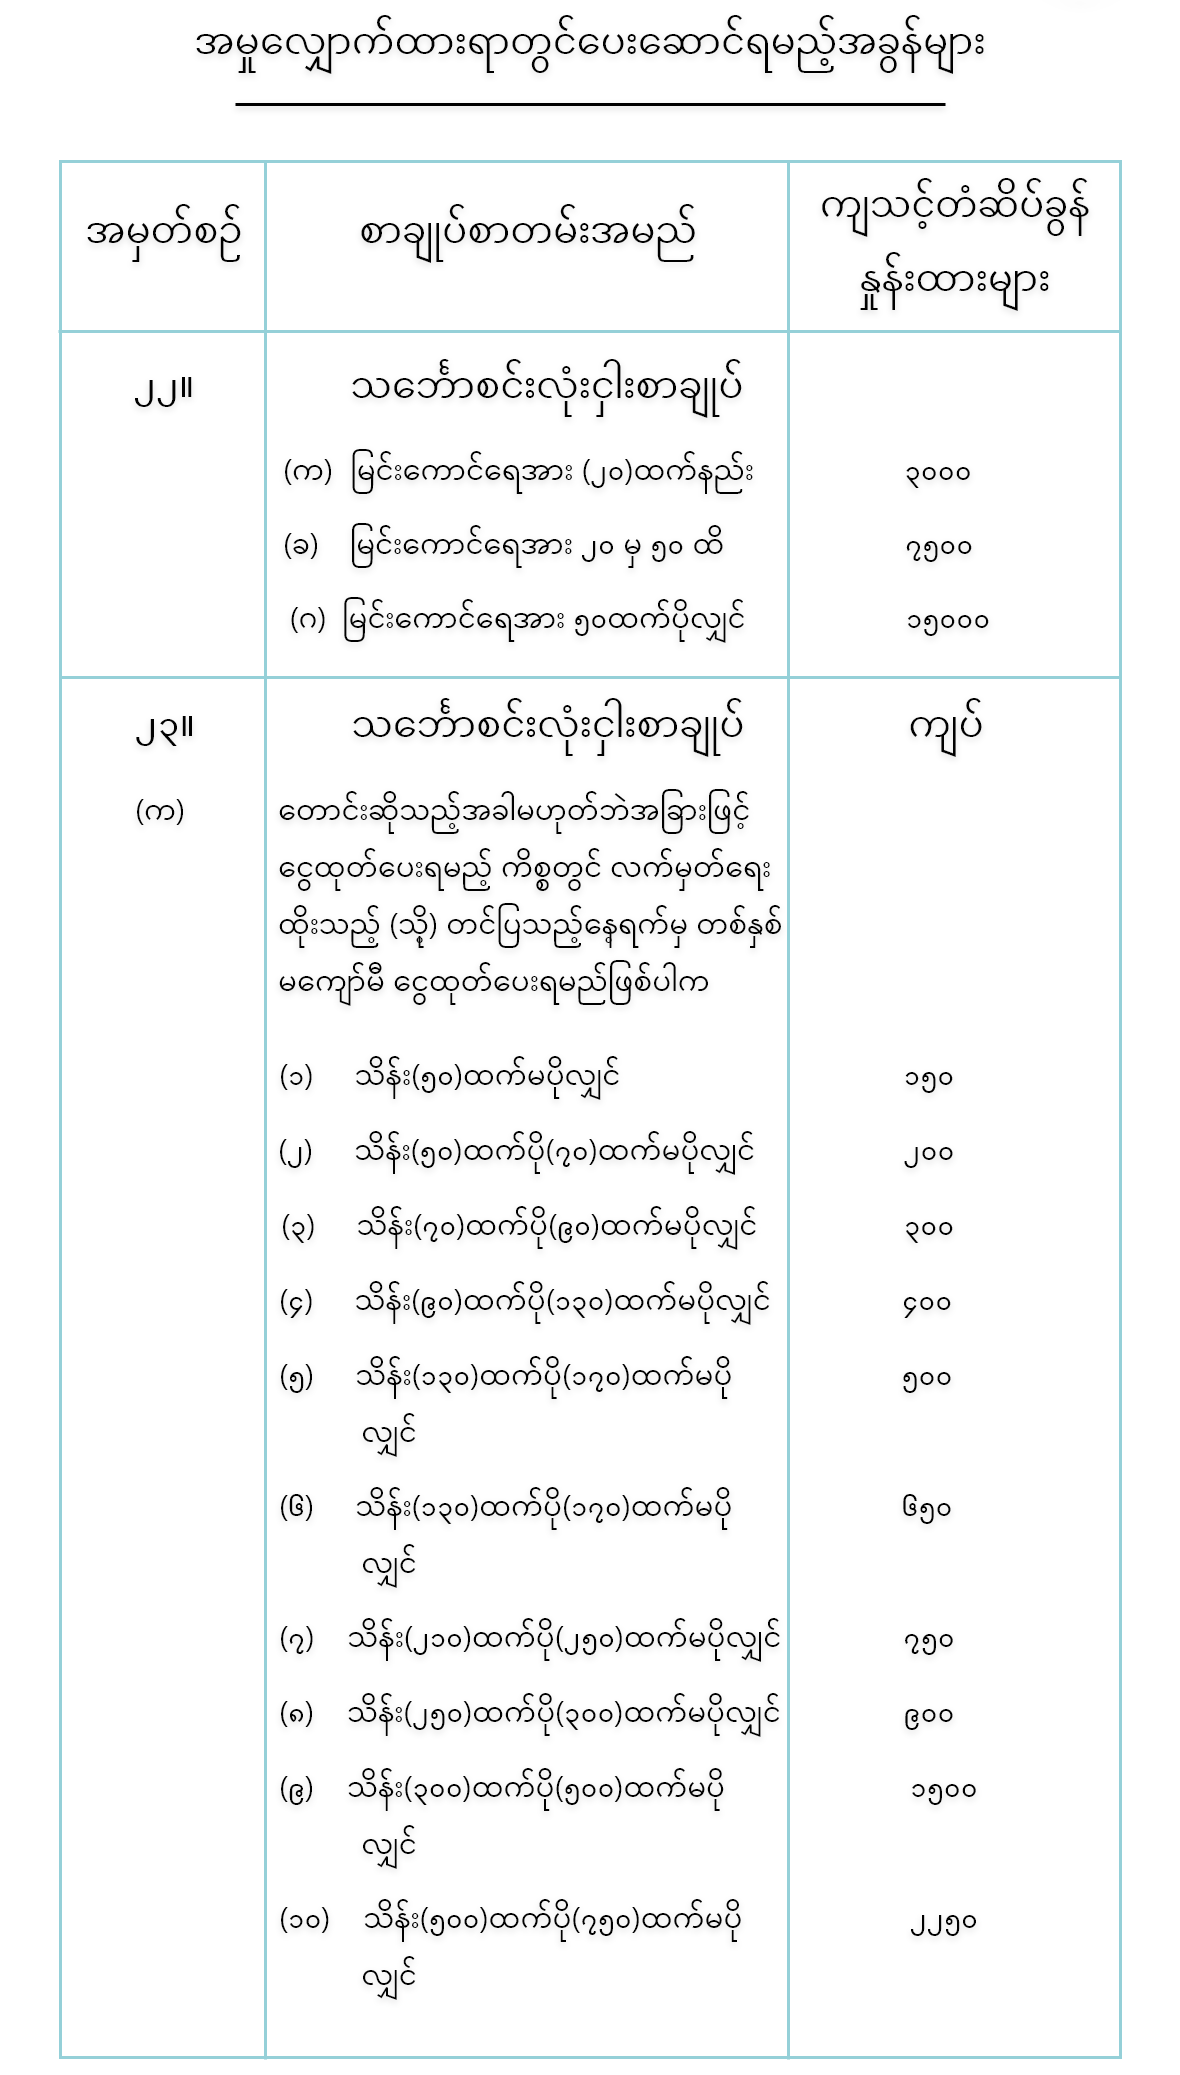 အမှုလျှောက်ထားရာတွင်ပေးဆောင်ရမည့်အခွန်များ
အမှတ်စဉ်
စာချုပ်စာတမ်းအမည်
ကျသင့်တံဆိပ်ခွန်
နှုန်းထားများ
၂၂။ သင်္ဘောစင်းလုံးငှါးစာချုပ်
(က) မြင်းကောင်ရေအား (၂၀)ထက်နည်း ၃၀၀၀
(ခ) မြင်းကောင်ရေအား ၂၀ မှ ၅၀ ထိ ၇၅၀၀
(ဂ) မြင်းကောင်ရေအား ၅၀ထက်ပိုလျှင် ၁၅၀၀၀
၂၃။ သင်္ဘောစင်းလုံးငှါးစာချုပ် ကျပ်
(က) တောင်းဆိုသည့်အခါမဟုတ်ဘဲအခြားဖြင့်
ငွေထုတ်ပေးရမည့် ကိစ္စတွင် လက်မှတ်ရေး
ထိုးသည့် (သို့) တင်ပြသည့်နေ့ရက်မှ တစ်နှစ်
မကျော်မီ ငွေထုတ်ပေးရမည်ဖြစ်ပါက
(၁) သိန်း(၅၀)ထက်မပိုလျှင် ၁၅၀
(၂) သိန်း(၅၀)ထက်ပို(၇၀)ထက်မပိုလျှင် ၂၀၀
(၃) သိန်း(၇၀)ထက်ပို(၉၀)ထက်မပိုလျှင် ၃၀၀
(၄) သိန်း(၉၀)ထက်ပို(၁၃၀)ထက်မပိုလျှင် ၄၀၀
(၅) သိန်း(၁၃၀)ထက်ပို(၁၇၀)ထက်မပို ၅၀၀
လျှင်
(၆) သိန်း(၁၃၀)ထက်ပို(၁၇၀)ထက်မပို ၆၅၀
လျှင်
(၇) သိန်း(၂၁၀)ထက်ပို(၂၅၀)ထက်မပိုလျှင် ၇၅၀
(၈) သိန်း(၂၅၀)ထက်ပို(၃၀၀)ထက်မပိုလျှင် ၉၀၀
(၉) သိန်း(၃၀၀)ထက်ပို(၅၀၀)ထက်မပို ၁၅၀၀
လျှင်
(၁၀) သိန်း(၅၀၀)ထက်ပို(၇၅၀)ထက်မပို ၂၂၅၀
လျှင်